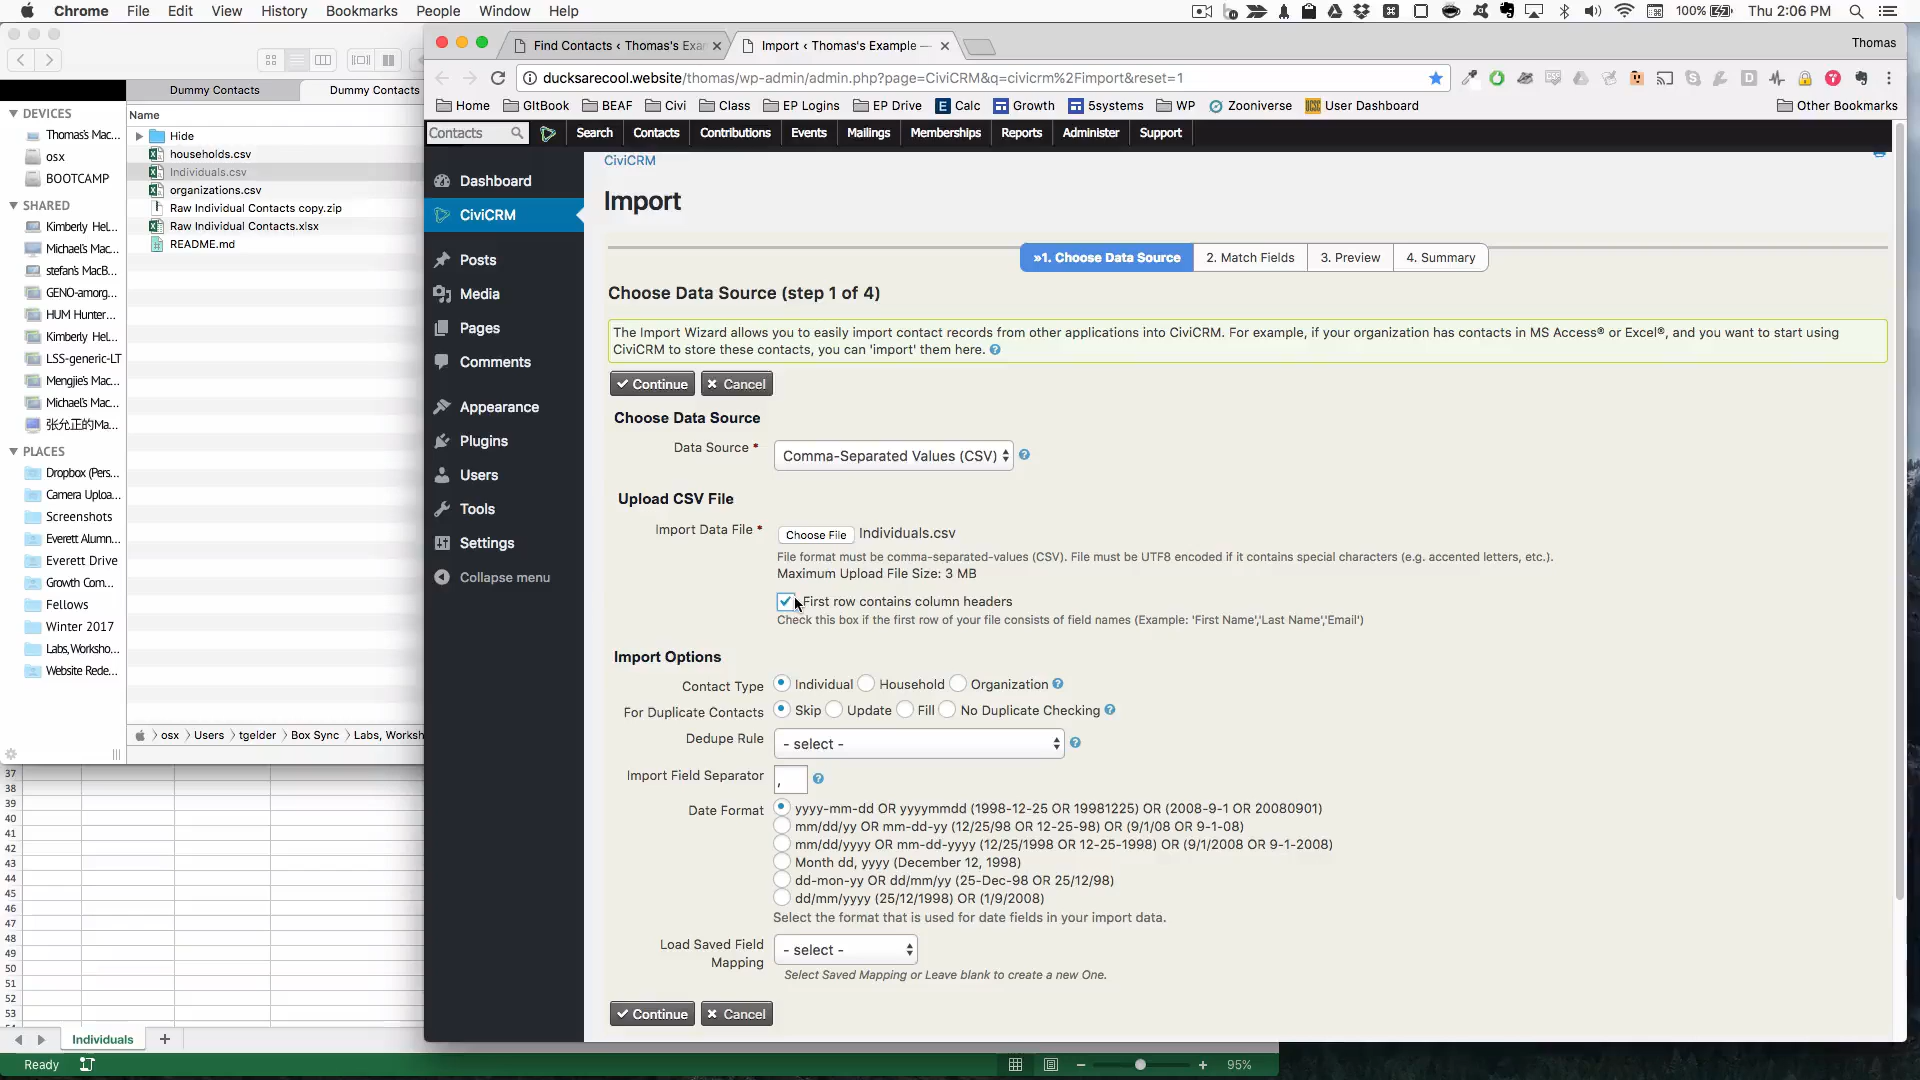 Chrome File Edit View History Bookmarks People Window Help
100% Thu 2:06 PM
Dummy Contacts
Dummy Contacts
Name
DEVICES
Thomas's Mac...
osx
BOOTCAMP
SHARED
Kimberly Hel...
Michael's Mac...
stefan's MacB...
GENO-amorg...
HUM Hunter...
Kimberly Hel...
LSS-generic-LT
Mengjie's Mac...
Michael's Mac...
张允正的Ma...
PLACES
Dropbox (Pers...
Camera Uploa...
Screenshots
Everett Alumn...
Everett Drive
Growth Com...
Fellows
Winter 2017
Labs,Worksho...
Website Rede...
Hide
households.csv
Individuals.csv
organizations.csv
Raw Individual Contacts copy.zip
Raw Individual Contacts.xlsx
README.md
osx 〉 Users 〉 tgelder 〉 Box Sync 〉 Labs, Worksh
37
38
39
40
41
42
43
44
45
46
47
48
49
50
51
52
53
Individuals
Ready
95%
Find Contacts ‹ Thomas's Exa
Import ‹ Thomas's Example —
Thomas
ducksarecool.website/thomas/wp-admin/admin.php?page=CiviCRM&q=civicrm%2Fimport&reset=1
Home GItBook BEAF Civi Class EP Logins EP Drive Calc Growth 5systems WP Zooniverse User Dashboard Other Bookmarks
Contacts Search Contacts Contributions Events Mailings Memberships Reports Administer Support
Dashboard
CiviCRM
Posts
Media
Pages
Comments
Appearance
Plugins
Users
Tools
Settings
Collapse menu
CiviCRM
Import
»1. Choose Data Source 2. Match Fields 3. Preview 4. Summary
Choose Data Source (step 1 of 4)
The Import Wizard allows you to easily import contact records from other applications into CiviCRM. For example, if your organization has contacts in MS Access® or Excel®, and you want to start using
CiviCRM to store these contacts, you can 'import' them here.
Continue Cancel
Choose Data Source
Data Source * Comma-Separated Values (CSV)
Upload CSV File
Import Data File * Choose File Individuals.csv
File format must be comma-separated-values (CSV). File must be UTF8 encoded if it contains special characters (e.g. accented letters, etc.).
Maximum Upload File Size: 3 MB
First row contains column headers
Check this box if the first row of your file consists of field names (Example: 'First Name','Last Name','Email')
Import Options
Contact Type Individual Household Organization
For Duplicate Contacts Skip Update Fill No Duplicate Checking
Dedupe Rule - select -
Import Field Separator ,
Date Format yyyy-mm-dd OR yyyymmdd (1998-12-25 OR 19981225) OR (2008-9-1 OR 20080901)
mm/dd/yy OR mm-dd-yy (12/25/98 OR 12-25-98) OR (9/1/08 OR 9-1-08)
mm/dd/yyyy OR mm-dd-yyyy (12/25/1998 OR 12-25-1998) OR (9/1/2008 OR 9-1-2008)
Month dd, yyyy (December 12, 1998)
dd-mon-yy OR dd/mm/yy (25-Dec-98 OR 25/12/98)
dd/mm/yyyy (25/12/1998) OR (1/9/2008)
Select the format that is used for date fields in your import data.
Load Saved Field
Mapping - select -
Select Saved Mapping or Leave blank to create a new One.
Continue Cancel